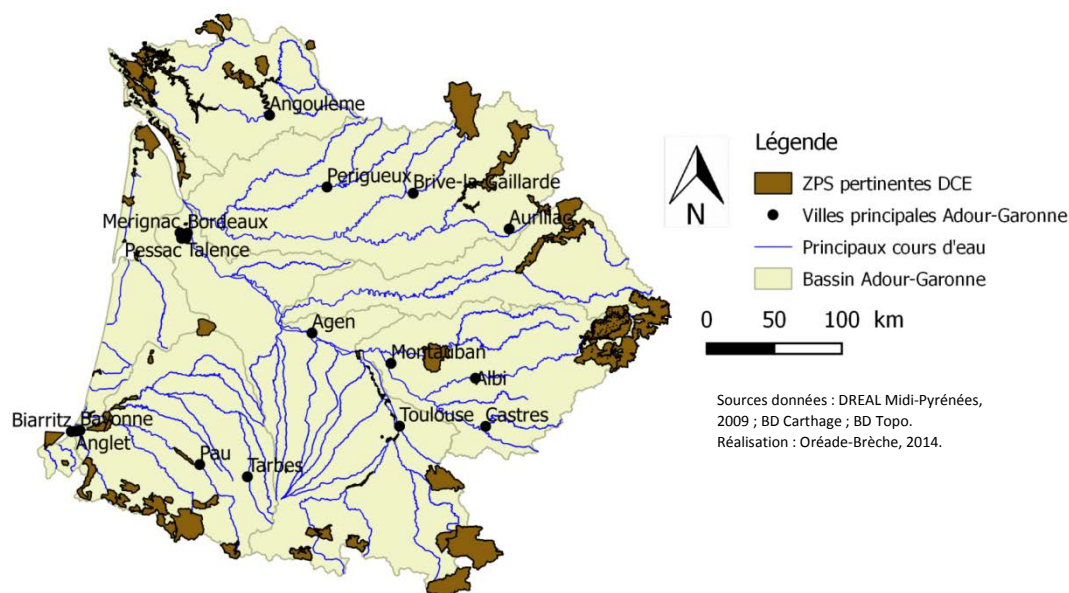 Angouleme
Perigueux
Brive-la-Gaillarde
Aurillac
Merignac Bordeaux
Pessac Talence
Agen
Montauban
Albi
Toulouse Castres
Biarritz Bayonne
Anglet
Pau
Tarbes
N
Légende
ZPS pertinentes DCE
Villes principales Adour-Garonne
Principaux cours d'eau
Bassin Adour-Garonne
0 50 100 km
Sources données : DREAL Midi-Pyrénées,
2009 ; BD Carthage ; BD Topo.
Réalisation : Oréade-Brèche, 2014.